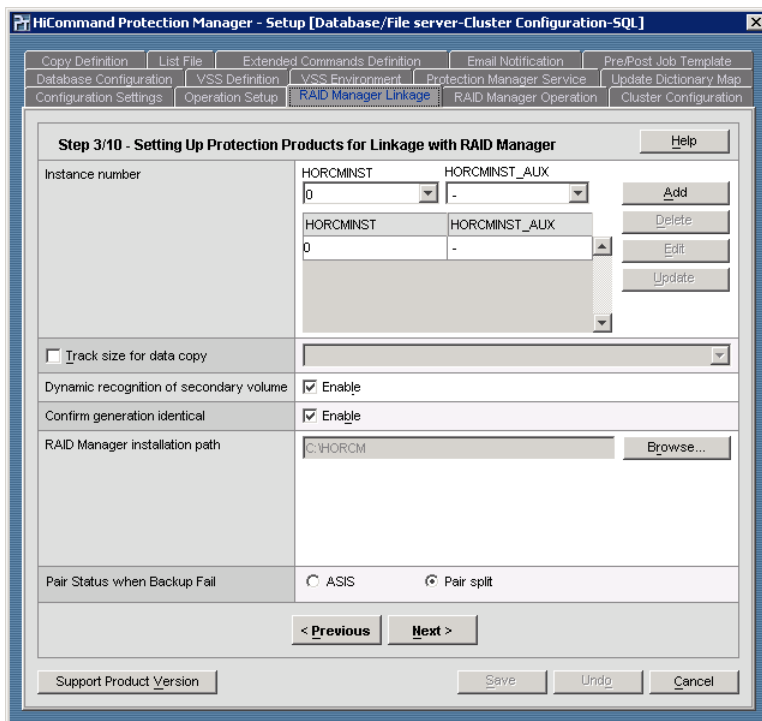 HiCommand Protection Manager - Setup [Database/File server-Cluster Configuration-SQL]
Copy Definition List File Extended Commands Definition Email Notification Pre/Post Job Template
Database Configuration VSS Definition VSS Environment Protection Manager Service Update Dictionary Map
Configuration Settings Operation Setup RAID Manager Linkage RAID Manager Operation Cluster Configuration
Step 3/10 - Setting Up Protection Products for Linkage with RAID Manager Help
Instance number HORCMINST HORCMINST_AUX
0 - Add
HORCMINST HORCMINST_AUX Delete
0 - Edit
Update
Track size for data copy
Dynamic recognition of secondary volume Enable
Confirm generation identical Enable
RAID Manager installation path C:\HORCM Browse...
Pair Status when Backup Fail ASIS Pair split
< Previous Next >
Support Product Version Save Undo Cancel